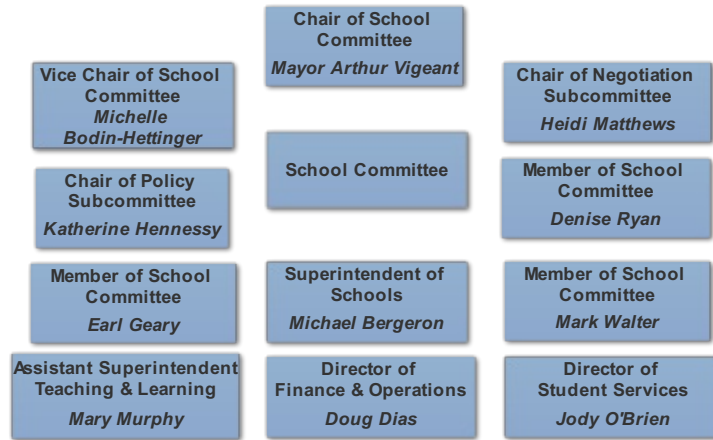 Chair of School
Committee
Mayor Arthur Vigeant
Vice Chair of School
Committee
Michelle
Bodin-Hettinger
Chair of Negotiation
Subcommittee
Heidi Matthews
School Committee
Chair of Policy
Subcommittee
Katherine Hennessy
Member of School
Committee
Denise Ryan
Member of School
Committee
Earl Geary
Superintendent of
Schools
Michael Bergeron
Member of School
Committee
Mark Walter
Assistant Superintendent
Teaching & Learning
Mary Murphy
Director of
Finance & Operations
Doug Dias
Director of
Student Services
Jody O'Brien